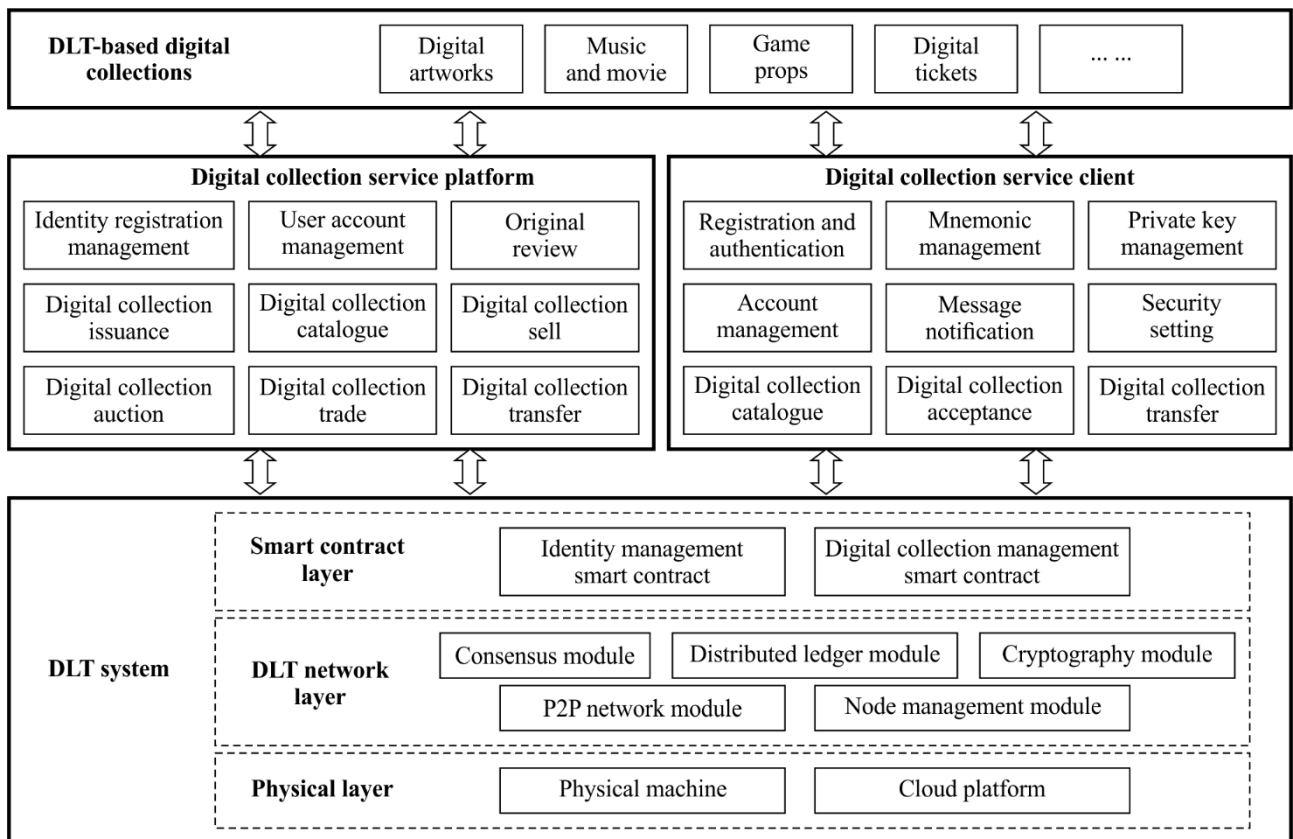 DLT-based digital
collections
Digital
artworks
Music
and movie
Game
props
Digital
tickets
... ...
Digital collection service platform
Identity registration
management
User account
management
Original
review
Digital collection
issuance
Digital collection
catalogue
Digital collection
sell
Digital collection
auction
Digital collection
trade
Digital collection
transfer
Digital collection service client
Registration and
authentication
Mnemonic
management
Private key
management
Account
management
Message
notification
Security
setting
Digital collection
catalogue
Digital collection
acceptance
Digital collection
transfer
DLT system
Smart contract
layer
Identity management
smart contract
Digital collection management
smart contract
DLT network
layer
Consensus module
Distributed ledger module
Cryptography module
P2P network module
Node management module
Physical layer
Physical machine
Cloud platform